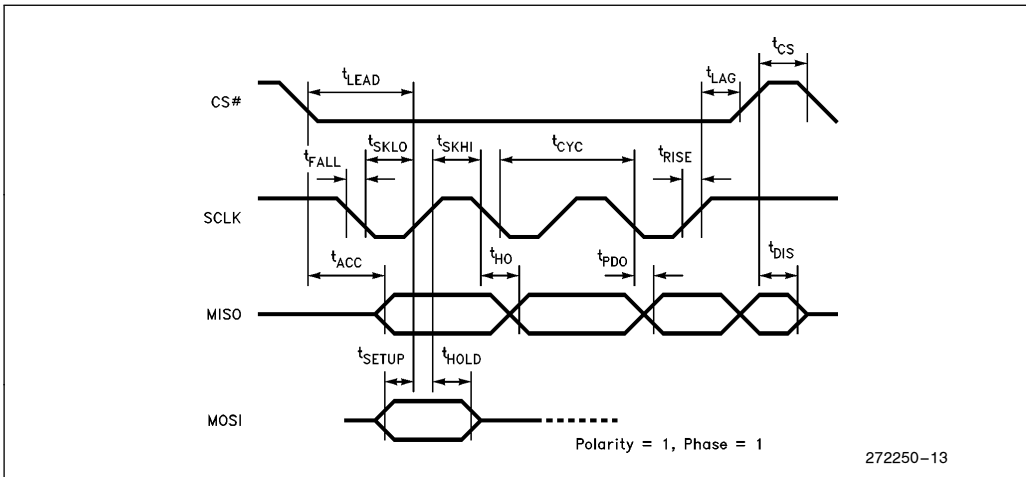 tCS
tLEAD
tLAG
CS#
tSKLO
tSKHI
tCYC
tFALL
tRISE
SCLK
tACC
tHO
tPDO
tDIS
MISO
tSETUP
tHOLD
MOSI
Polarity = 1, Phase = 1
272250-13